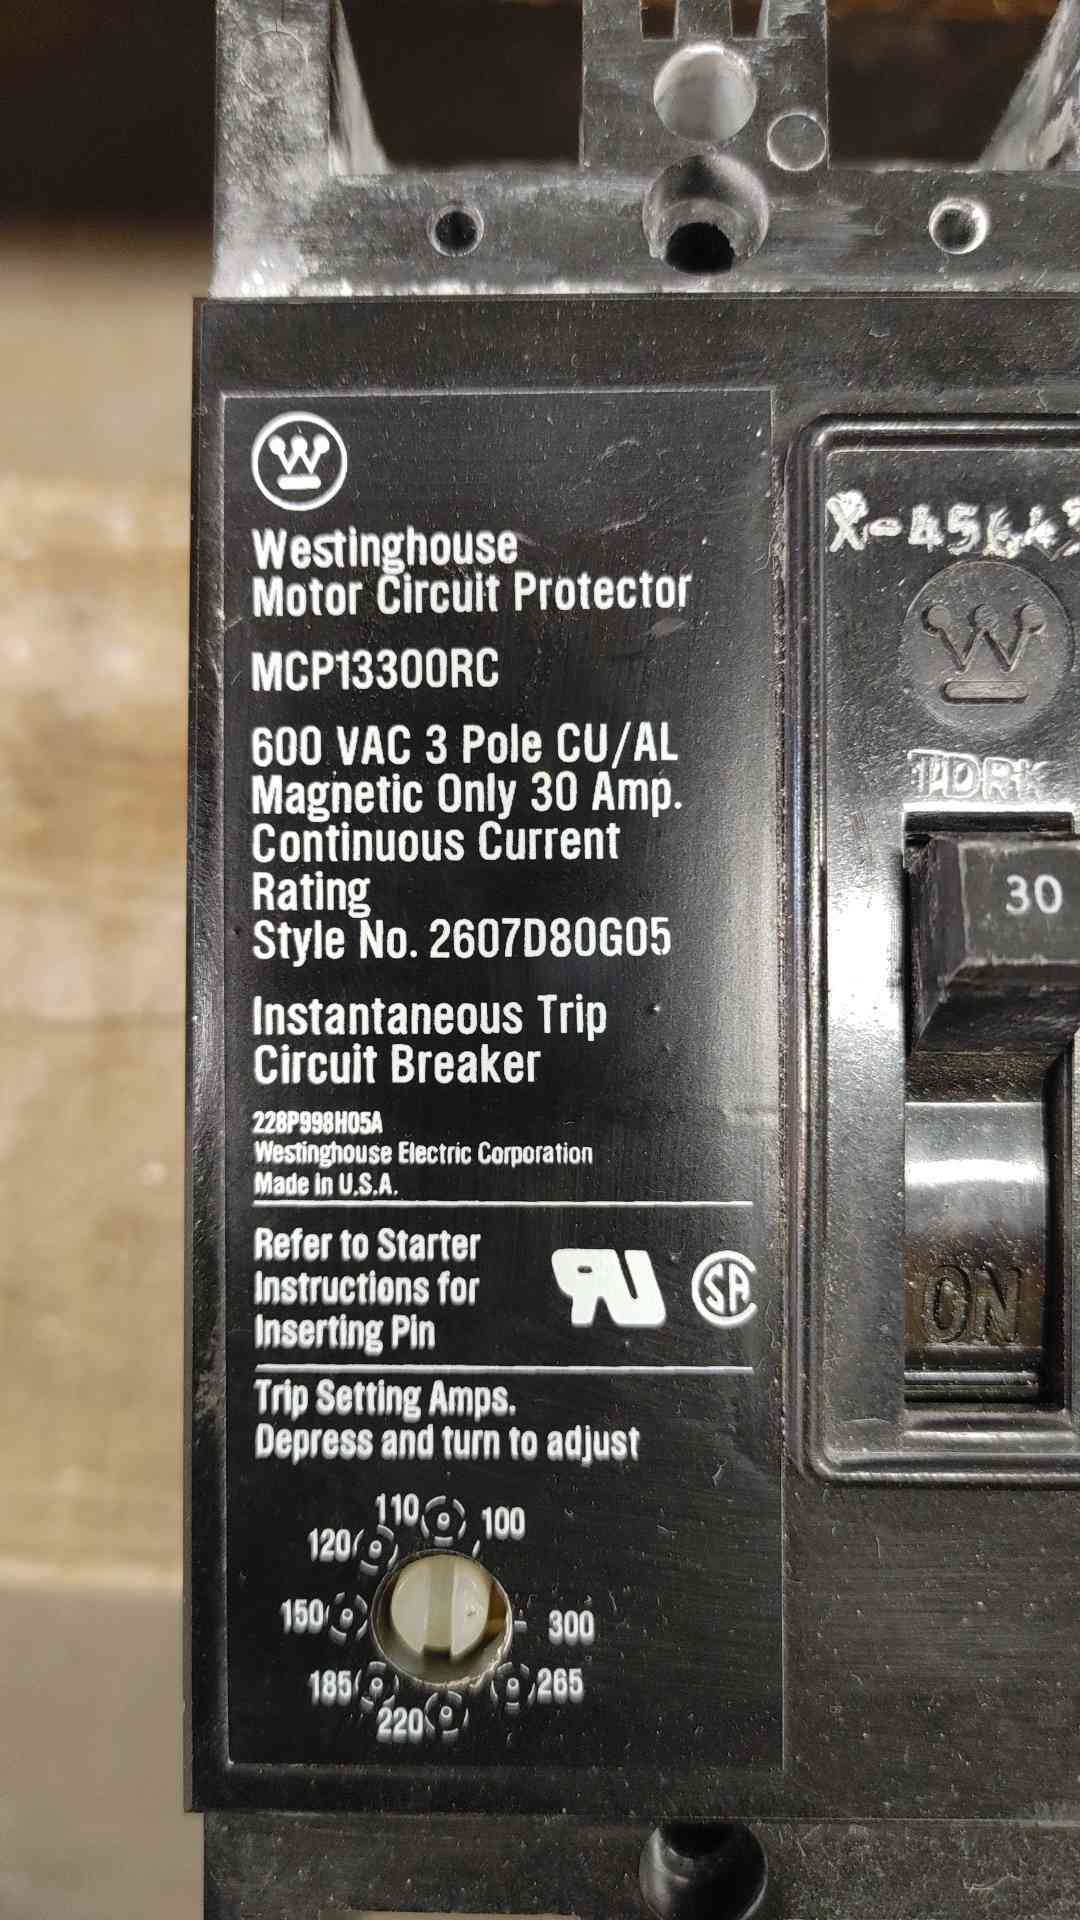 Westinghouse
Motor Circuit Protector
MCP13300RC
600 VAC 3 Pole CU/AL
Magnetic Only 30 Amp.
Continuous Current
Rating
Style No. 2607D80G05
Instantaneous Trip
Circuit Breaker
228P998H05A
Westinghouse Electric Corporation
Made in U.S.A.
Refer to Starter
Instructions for
Inserting Pin
SA
Trip Setting Amps.
Depress and turn to adjust
110
100
120
150
300
185
265
220
30
ON